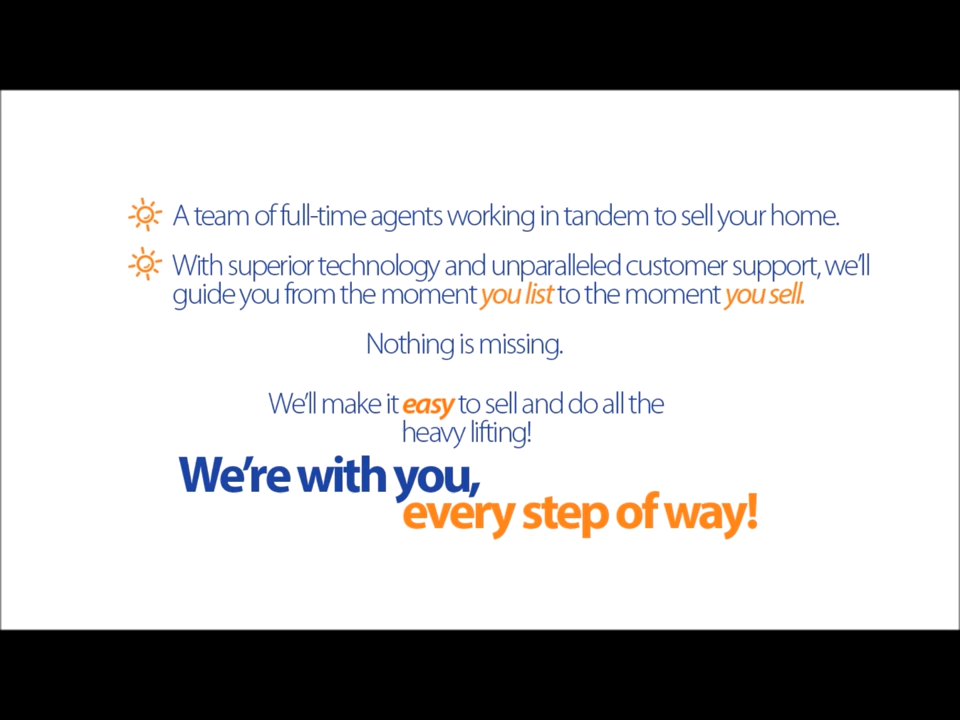 A team of full-time agents working in tandem to sell your home.
With superior technology and unparalleled customer support, we'll
guide you from the moment you list to the moment you sell.
Nothing is missing.
We'll make it easy to sell and do all the
heavy lifting!
We're with you,
every step of way!